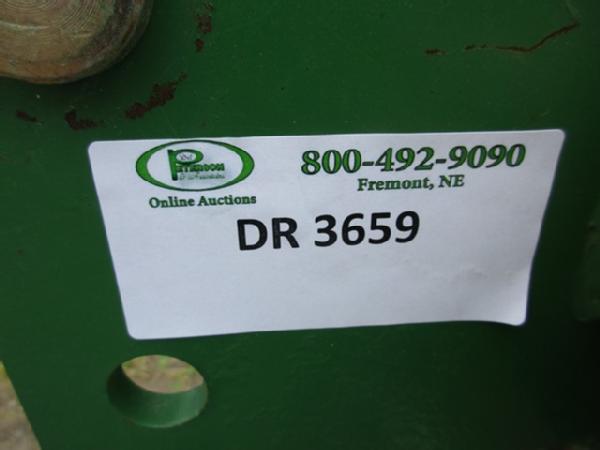 Online Auctions
800-492-9090
Fremont, NE
DR 3659